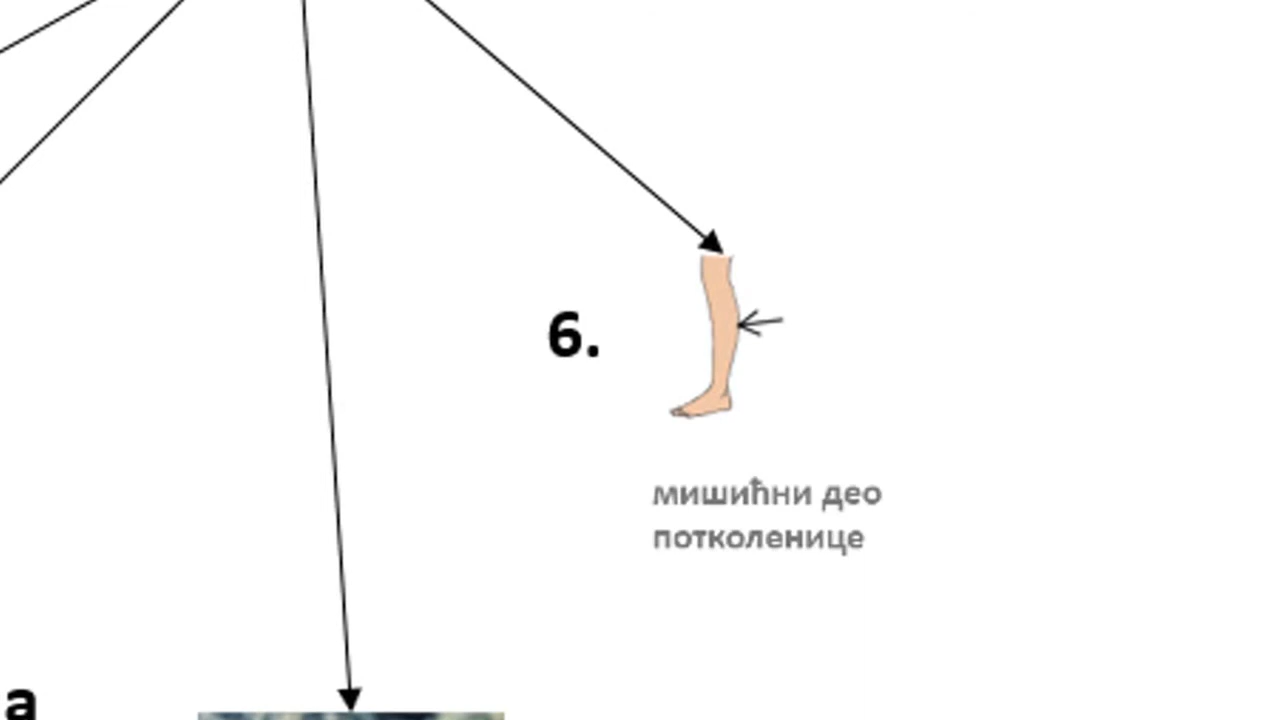 6.
мишићни део
потколенице
а